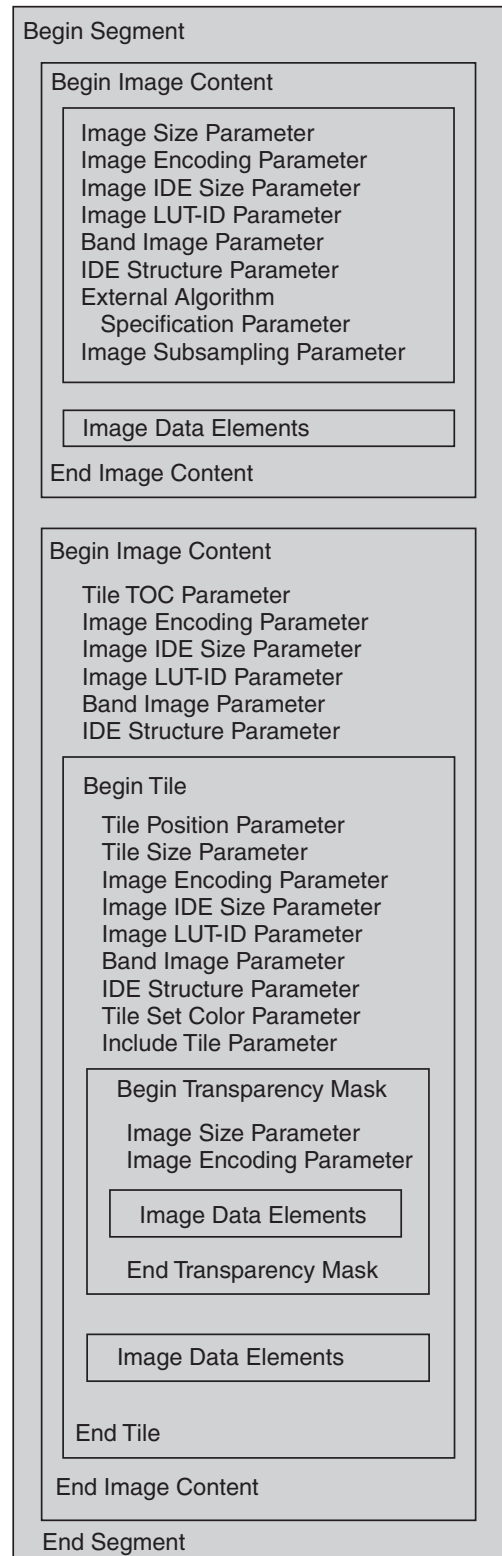 Begin Segment
Begin Image Content
Image Size Parameter
Image Encoding Parameter
Image IDE Size Parameter
Image LUT-ID Parameter
Band Image Parameter
IDE Structure Parameter
External Algorithm
Specification Parameter
Image Subsampling Parameter
Image Data Elements
End Image Content
Begin Image Content
Tile TOC Parameter
Image Encoding Parameter
Image IDE Size Parameter
Image LUT-ID Parameter
Band Image Parameter
IDE Structure Parameter
Begin Tile
Tile Position Parameter
Tile Size Parameter
Image Encoding Parameter
Image IDE Size Parameter
Image LUT-ID Parameter
Band Image Parameter
IDE Structure Parameter
Tile Set Color Parameter
Include Tile Parameter
Begin Transparency Mask
Image Size Parameter
Image Encoding Parameter
Image Data Elements
End Transparency Mask
Image Data Elements
End Tile
End Image Content
End Segment